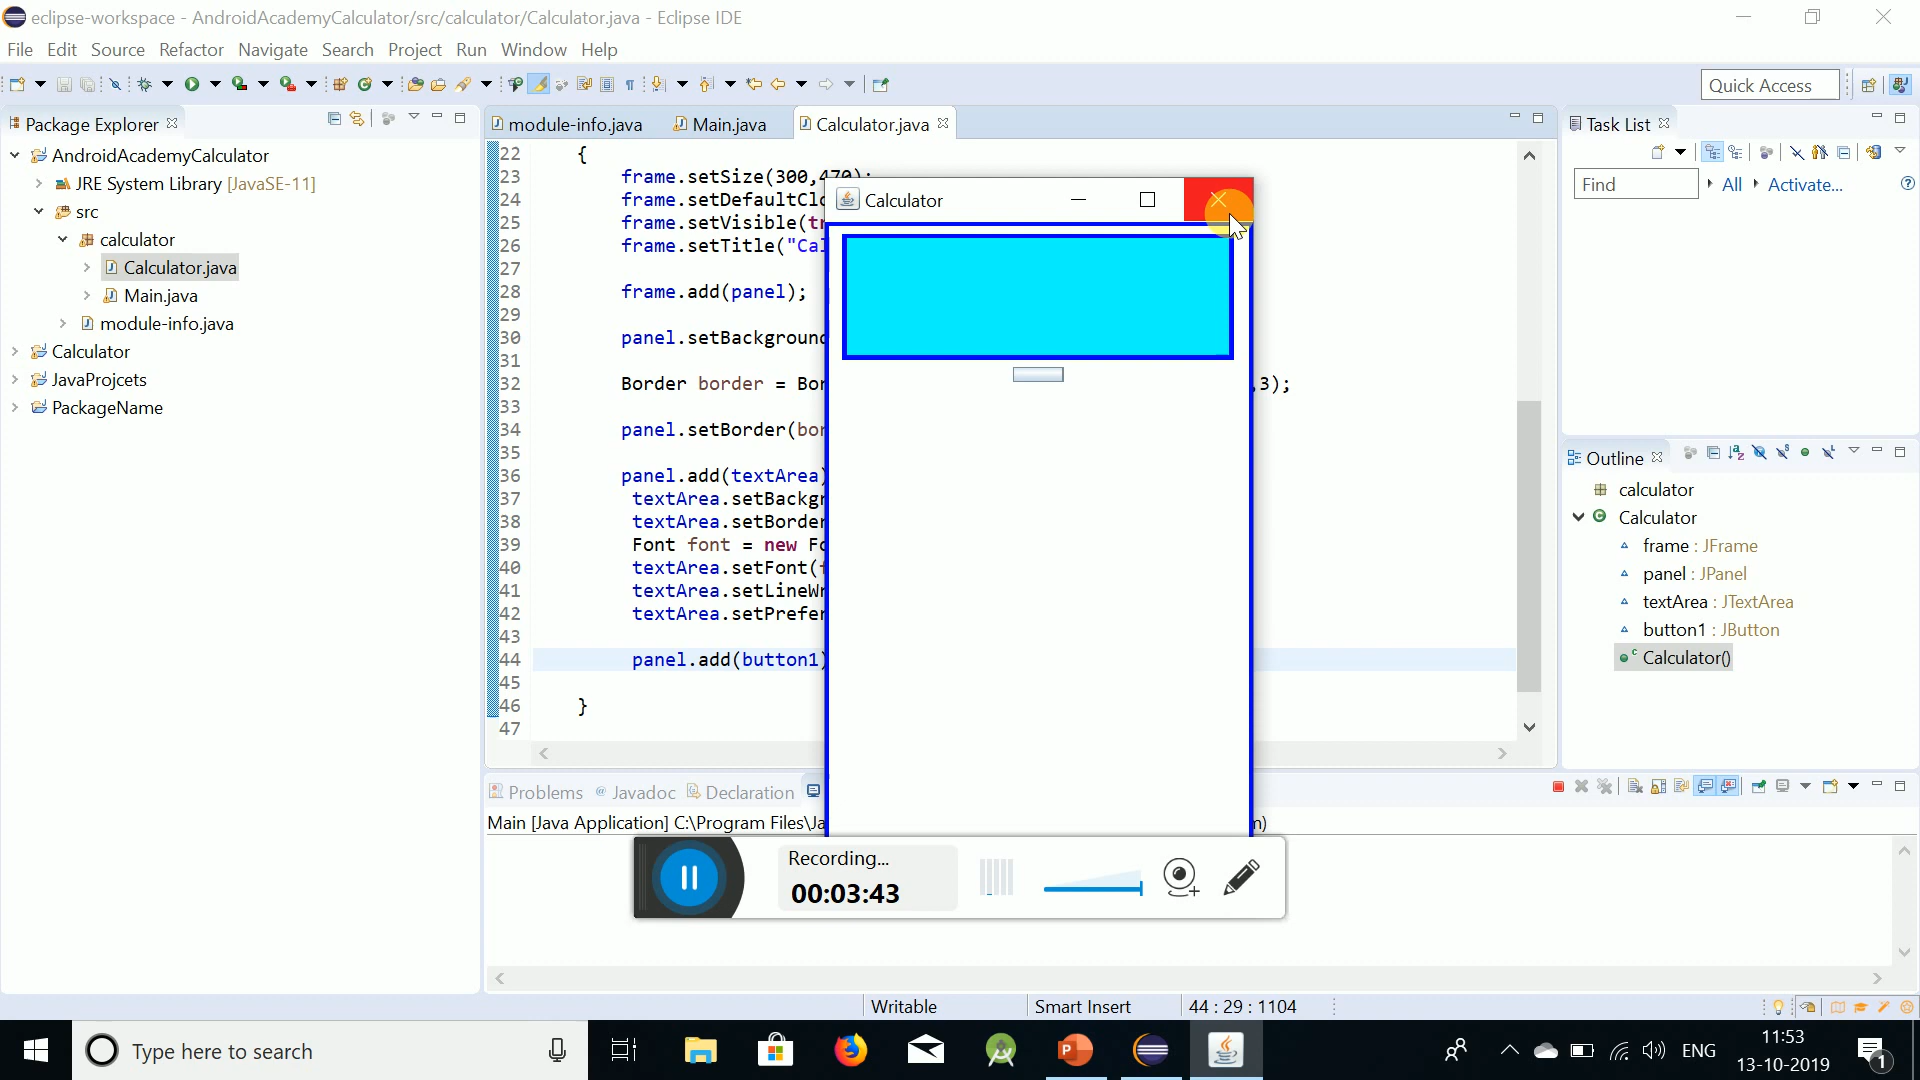 eclipse-workspace - AndroidAcademyCalculator/src/calculator/Calculator.java - Eclipse IDE
File Edit Source Refactor Navigate Search Project Run Window Help
Quick Access
Package Explorer
AndroidAcademyCalculator
JRE System Library [JavaSE-11]
src
calculator
Calculator.java
Main.java
module-info.java
Calculator
JavaProjcets
PackageName
module-info.java Main.java Calculator.java
22 {
23 frame.setSize(300,470);
24 frame.setDefaultClo
25 frame.setVisible(tr
26 frame.setTitle("Cal
27
28 frame.add(panel);
29
30 panel.setBackground
31
32 Border border = Bor ,3);
33
34 panel.setBorder(bor
35
36 panel.add(textArea)
37 textArea.setBackgr
38 textArea.setBorder
39 Font font = new Fo
40 textArea.setFont(f
41 textArea.setLineWr
42 textArea.setPrefer
43
44 panel.add(button1)
45
46 }
47
Calculator
Task List
Find All Activate...
Outline
calculator
Calculator
frame : JFrame
panel : JPanel
textArea : JTextArea
button1 : JButton
Calculator()
Problems @ Javadoc Declaration
Main [Java Application] C:\Program Files\Ja
Recording...
00:03:43
Writable Smart Insert 44 : 29 : 1104
Type here to search
ENG
11:53
13-10-2019
1